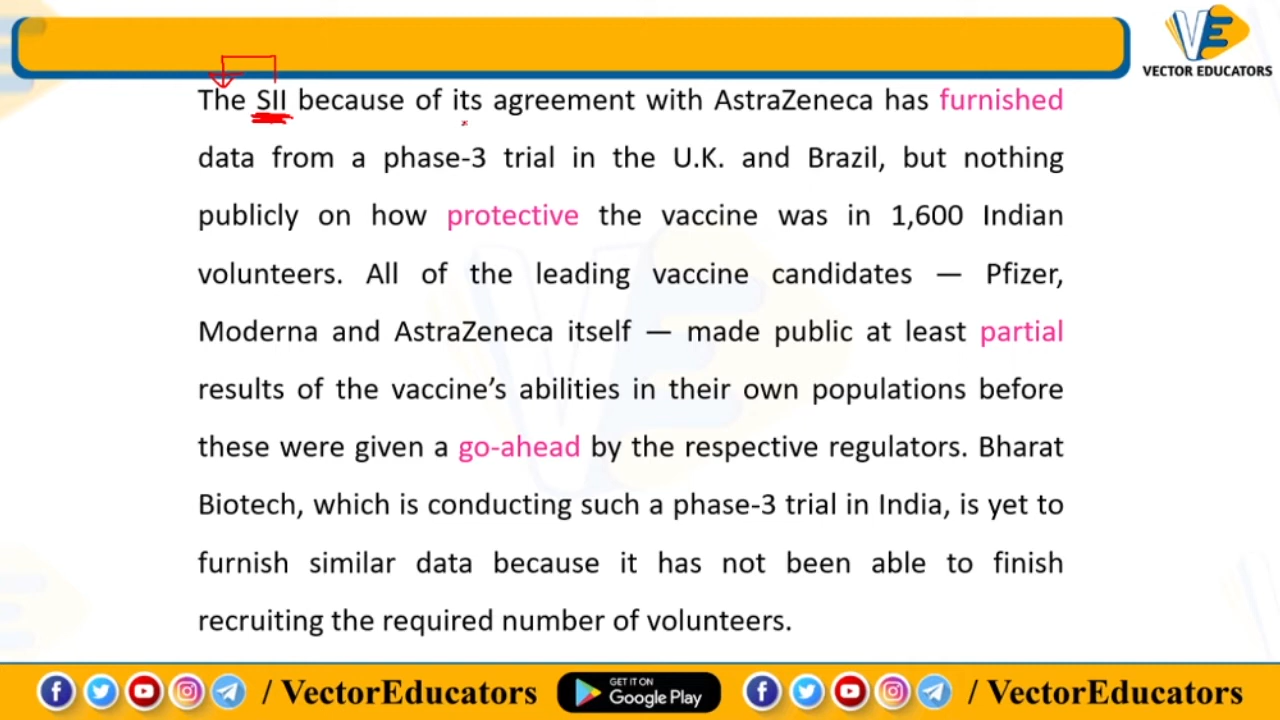 VECTOR EDUCATORS
The SII because of its agreement with AstraZeneca has furnished
data from a phase-3 trial in the U.K. and Brazil, but nothing
publicly on how protective the vaccine was in 1,600 Indian
volunteers. All of the leading vaccine candidates — Pfizer,
Moderna and AstraZeneca itself — made public at least partial
results of the vaccine’s abilities in their own populations before
these were given a go-ahead by the respective regulators. Bharat
Biotech, which is conducting such a phase-3 trial in India, is yet to
furnish similar data because it has not been able to finish
recruiting the required number of volunteers.
/ VectorEducators GET IT ON Google Play / VectorEducators